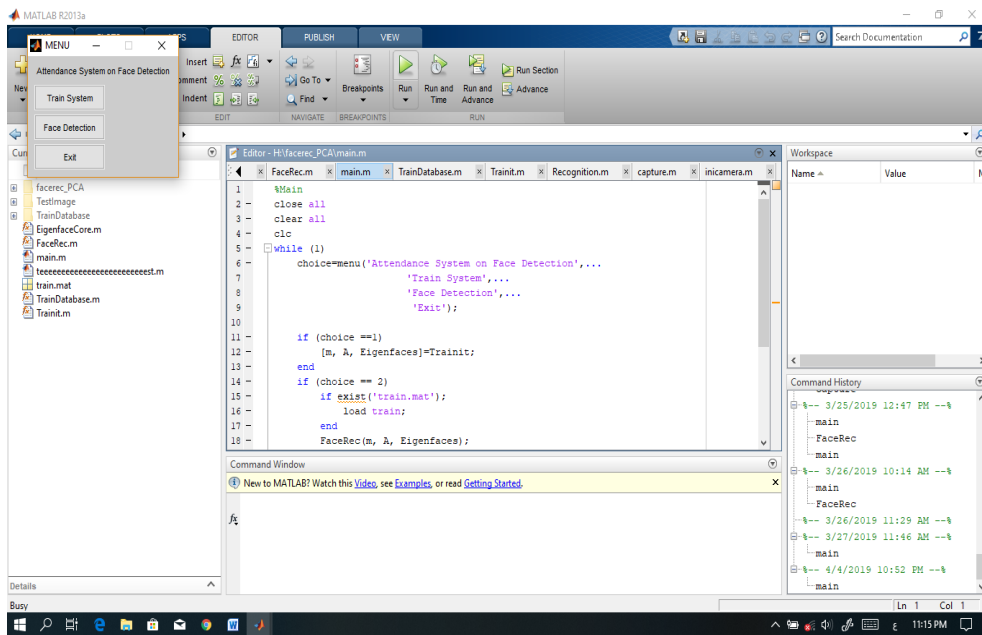 MATLAB R2013a
MENU
Attendance System on Face Detection
Train System
Face Detection
Exit
EDITOR PUBLISH VIEW
Search Documentation
Insert fx
Indent
Go To
Find
Breakpoints
Run
Run and Time
Run and Advance
Run Section
Advance
EDIT NAVIGATE BREAKPOINTS RUN
facerec_PCA
TestImage
TrainDatabase
EigenfaceCore.m
FaceRec.m
main.m
train.mat
TrainDatabase.m
Trainit.m
Details
Editor - H:\facerec_PCA\main.m
FaceRec.m main.m TrainDatabase.m Trainit.m Recognition.m capture.m inicamera.m
1 %Main
2 - close all
3 - clear all
4 - clc
5 - while (1)
6 - choice=menu('Attendance System on Face Detection',...
7 'Train System',...
8 'Face Detection',...
9 'Exit');
10
11 - if (choice ==1)
12 - [m, A, Eigenfaces]=Trainit;
13 - end
14 - if (choice == 2)
15 - if exist('train.mat');
16 - load train;
17 - end
18 - FaceRec(m, A, Eigenfaces);
Command Window
New to MATLAB? Watch this Video, see Examples, or read Getting Started.
fx
Workspace
Name Value
Command History
%-- 3/25/2019 12:47 PM --%
main
FaceRec
main
%-- 3/26/2019 10:14 AM --%
main
FaceRec
%-- 3/26/2019 11:29 AM --%
%-- 3/27/2019 11:46 AM --%
main
%-- 4/4/2019 10:52 PM --%
main
Busy
Ln 1 Col 1
ع 11:15 PM